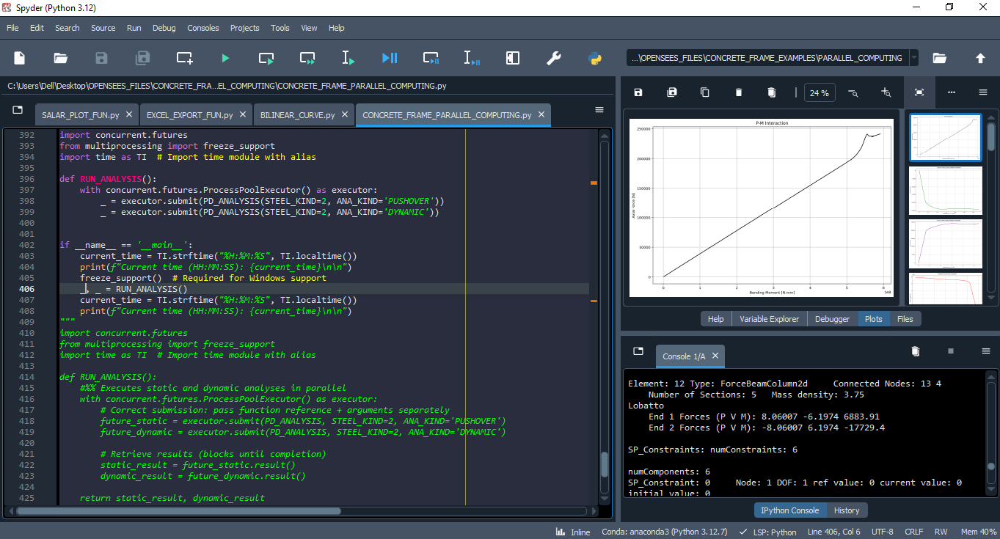 Spyder (Python 3.12)
File Edit Search Source Run Debug Consoles Projects Tools View Help
...\OPENSEES_FILES\CONCRETE_FRAME_EXAMPLES\PARALLEL_COMPUTING
C:\Users\Dell\Desktop\OPENSEES_FILES\CONCRETE_FRA...EL_COMPUTING\CONCRETE_FRAME_PARALLEL_COMPUTING.py
SALAR_PLOT_FUN.py EXCEL_EXPORT_FUN.py BILINEAR_CURVE.py CONCRETE_FRAME_PARALLEL_COMPUTING.py
392 import concurrent.futures
393 from multiprocessing import freeze_support
394 import time as TI  # Import time module with alias
395
396 def RUN_ANALYSIS():
397     with concurrent.futures.ProcessPoolExecutor() as executor:
398         _ = executor.submit(PD_ANALYSIS(STEEL_KIND=2, ANA_KIND='PUSHOVER'))
399         _ = executor.submit(PD_ANALYSIS(STEEL_KIND=2, ANA_KIND='DYNAMIC'))
400
401
402 if __name__ == '__main__':
403     current_time = TI.strftime("%H:%M:%S", TI.localtime())
404     print(f"Current time (HH:MM:SS): {current_time}\n\n")
405     freeze_support()  # Required for Windows support
406     _, _ = RUN_ANALYSIS()
407     current_time = TI.strftime("%H:%M:%S", TI.localtime())
408     print(f"Current time (HH:MM:SS): {current_time}\n\n")
409 """
410 import concurrent.futures
411 from multiprocessing import freeze_support
412 import time as TI  # Import time module with alias
413
414 def RUN_ANALYSIS():
415     #%% Executes static and dynamic analyses in parallel
416     with concurrent.futures.ProcessPoolExecutor() as executor:
417         # Correct submission: pass function reference + arguments separately
418         future_static = executor.submit(PD_ANALYSIS, STEEL_KIND=2, ANA_KIND='PUSHOVER')
419         future_dynamic = executor.submit(PD_ANALYSIS, STEEL_KIND=2, ANA_KIND='DYNAMIC')
420
421         # Retrieve results (blocks until completion)
422         static_result = future_static.result()
423         dynamic_result = future_dynamic.result()
424
425     return static_result, dynamic_result
24 %
P-M Interaction
250000
200000
150000
100000
50000
0
Axial Force [N]
0 1 2 3 4 5 6
1e8
Bending Moment [N.mm]
Help Variable Explorer Debugger Plots Files
Console 1/A
Element: 12 Type: ForceBeamColumn2d     Connected Nodes: 13 4
    Number of Sections: 5   Mass density: 3.75
Lobatto
    End 1 Forces (P V M): 8.06007 -6.1974 6883.91
    End 2 Forces (P V M): -8.06007 6.1974 -17729.4
SP_Constraints: numConstraints: 6
numComponents: 6
SP_Constraint: 0     Node: 1 DOF: 1 ref value: 0 current value: 0
initial value: 0
IPython Console History
Inline Conda: anaconda3 (Python 3.12.7) LSP: Python Line 406, Col 6 UTF-8 CRLF RW Mem 40%